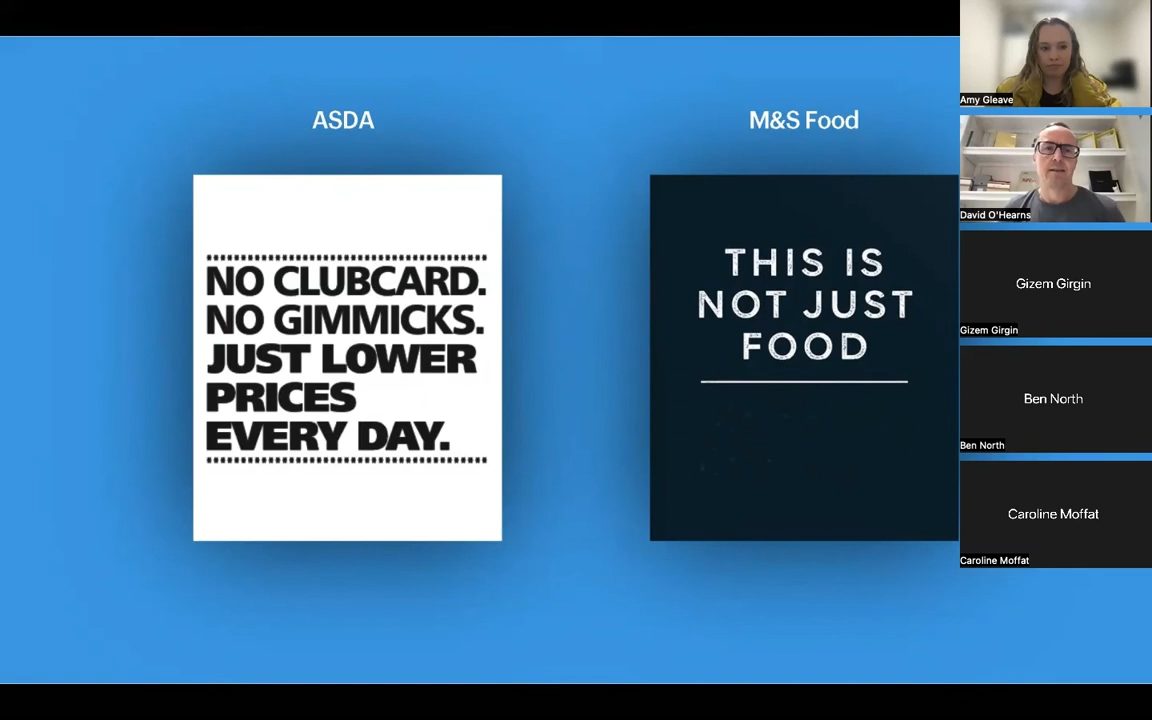 ASDA
NO CLUBCARD.
NO GIMMICKS.
JUST LOWER
PRICES
EVERY DAY.
M&S Food
THIS IS
NOT JUST
FOOD
Amy Gleave
David O'Hearns
Gizem Girgin
Gizem Girgin
Ben North
Ben North
Caroline Moffat
Caroline Moffat